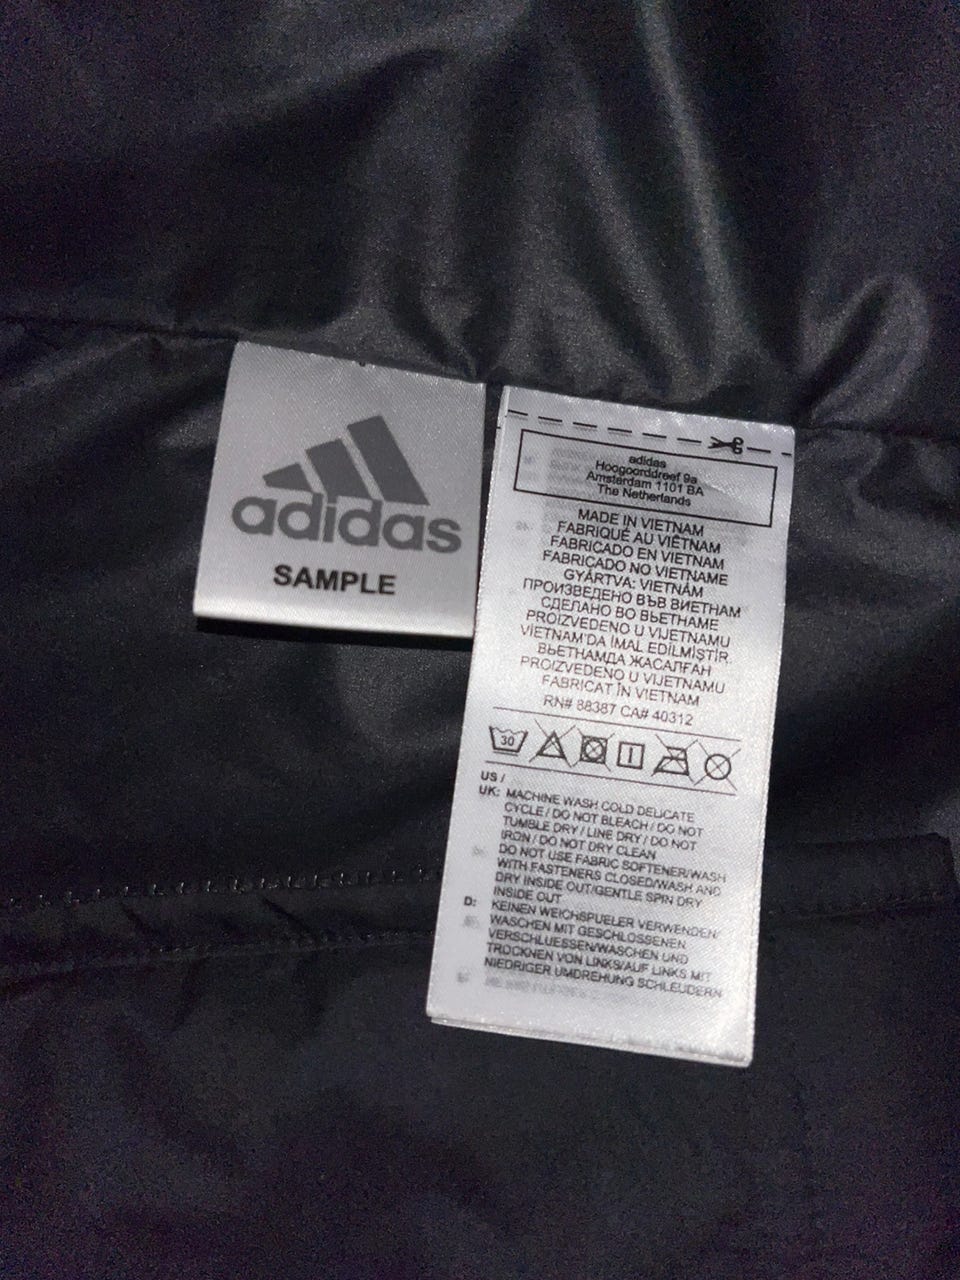 adidas
SAMPLE
adidas
Hoogoorddreef 9a
Amsterdam 1101 BA
The Netherlands
MADE IN VIETNAM
FABRIQUÉ AU VIÊTNAM
FABRICADO EN VIETNAM
FABRICADO NO VIETNAME
GYÁRTVA: VIETNÁM
ПРОИЗВЕДЕНО ВЪВ ВИЕТНАМ
СДЕЛАНО ВО ВЬЕТНАМЕ
PROIZVEDENO U VIJETNAMU
VİETNAM'DA İMAL EDİLMİŞTİR.
ВЬЕТНАМДА ЖАСАЛҒАН
PROIZVEDENO U VIJETNAMU
FABRICAT ÎN VIETNAM
RN# 88387 CA# 40312
30
US /
UK: MACHINE WASH COLD DELICATE
CYCLE / DO NOT BLEACH / DO NOT
TUMBLE DRY / LINE DRY / DO NOT
IRON / DO NOT DRY CLEAN
DO NOT USE FABRIC SOFTENER/WASH
WITH FASTENERS CLOSED/WASH AND
DRY INSIDE OUT/GENTLE SPIN DRY
INSIDE OUT
D: KEINEN WEICHSPUELER VERWENDEN/
WASCHEN MIT GESCHLOSSENEN
VERSCHLUESSEN/WASCHEN UND
TROCKNEN VON LINKS/AUF LINKS MIT
NIEDRIGER UMDREHUNG SCHLEUDERN